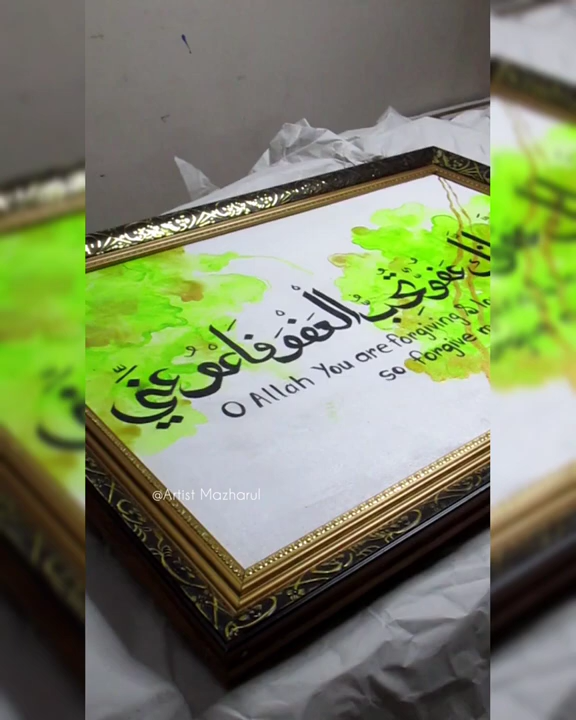 عَفُوٌّ تُحِبُّ الْعَفْوَ فَاعْفُ عَنِّي
O Allah You are forgiving &
so forgive
@Artist Mazharul